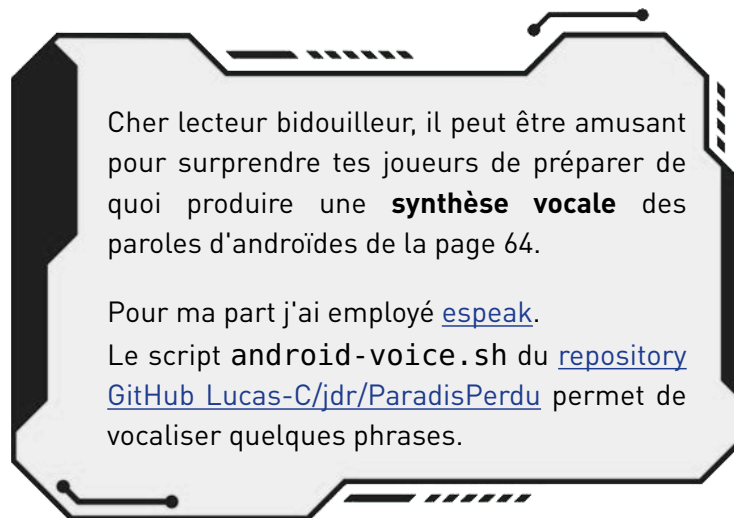 Cher lecteur bidouilleur, il peut être amusant
pour surprendre tes joueurs de préparer de
quoi produire une synthèse vocale des
paroles d'androïdes de la page 64.
Pour ma part j'ai employé espeak.
Le script android-voice.sh du repository
GitHub Lucas-C/jdr/ParadisPerdu permet de
vocaliser quelques phrases.